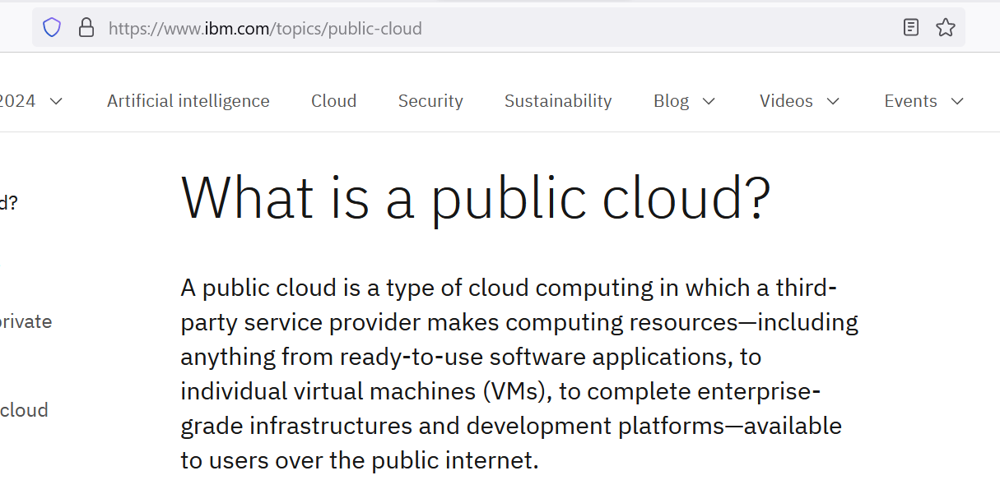 https://www.ibm.com/topics/public-cloud
2024 Artificial intelligence Cloud Security Sustainability Blog Videos Events
What is a public cloud?
d?
A public cloud is a type of cloud computing in which a third-
party service provider makes computing resources—including
private
anything from ready-to-use software applications, to
individual virtual machines (VMs), to complete enterprise-
cloud
grade infrastructures and development platforms—available
to users over the public internet.